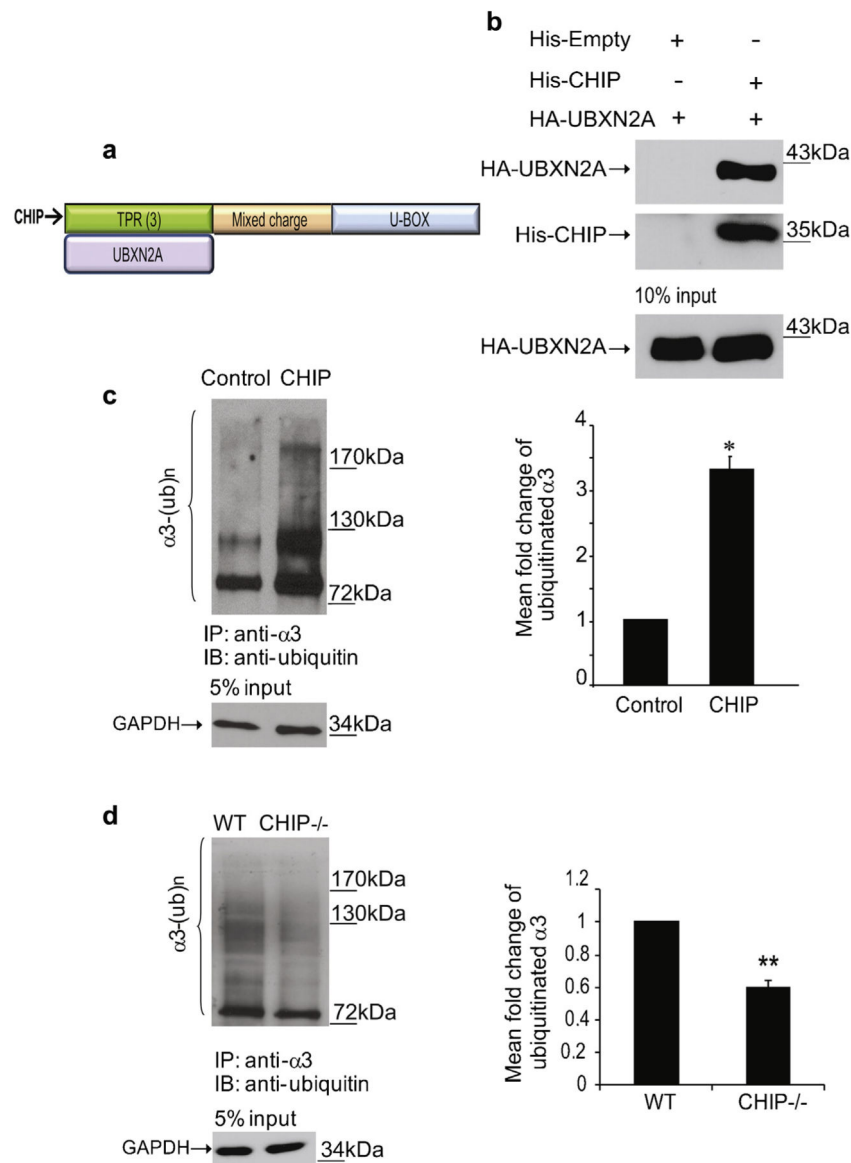 a
CHIP→ TPR (3) Mixed charge U-BOX
UBXN2A
b
His-Empty + -
His-CHIP - +
HA-UBXN2A + +
HA-UBXN2A→ 43kDa
His-CHIP→ 35kDa
10% input
HA-UBXN2A→ 43kDa
c
Control CHIP
α3-(ub)n
170kDa
130kDa
72kDa
IP: anti-α3
IB: anti-ubiquitin
5% input
GAPDH→ 34kDa
Mean fold change of
ubiquitinated α3
4
3
2
1
0
*
Control CHIP
d
WT CHIP-/-
α3-(ub)n
170kDa
130kDa
72kDa
IP: anti-α3
IB: anti-ubiquitin
5% input
GAPDH→ 34kDa
Mean fold change of
ubiquitinated α3
1.2
1
0.8
0.6
0.4
0.2
0
**
WT CHIP-/-